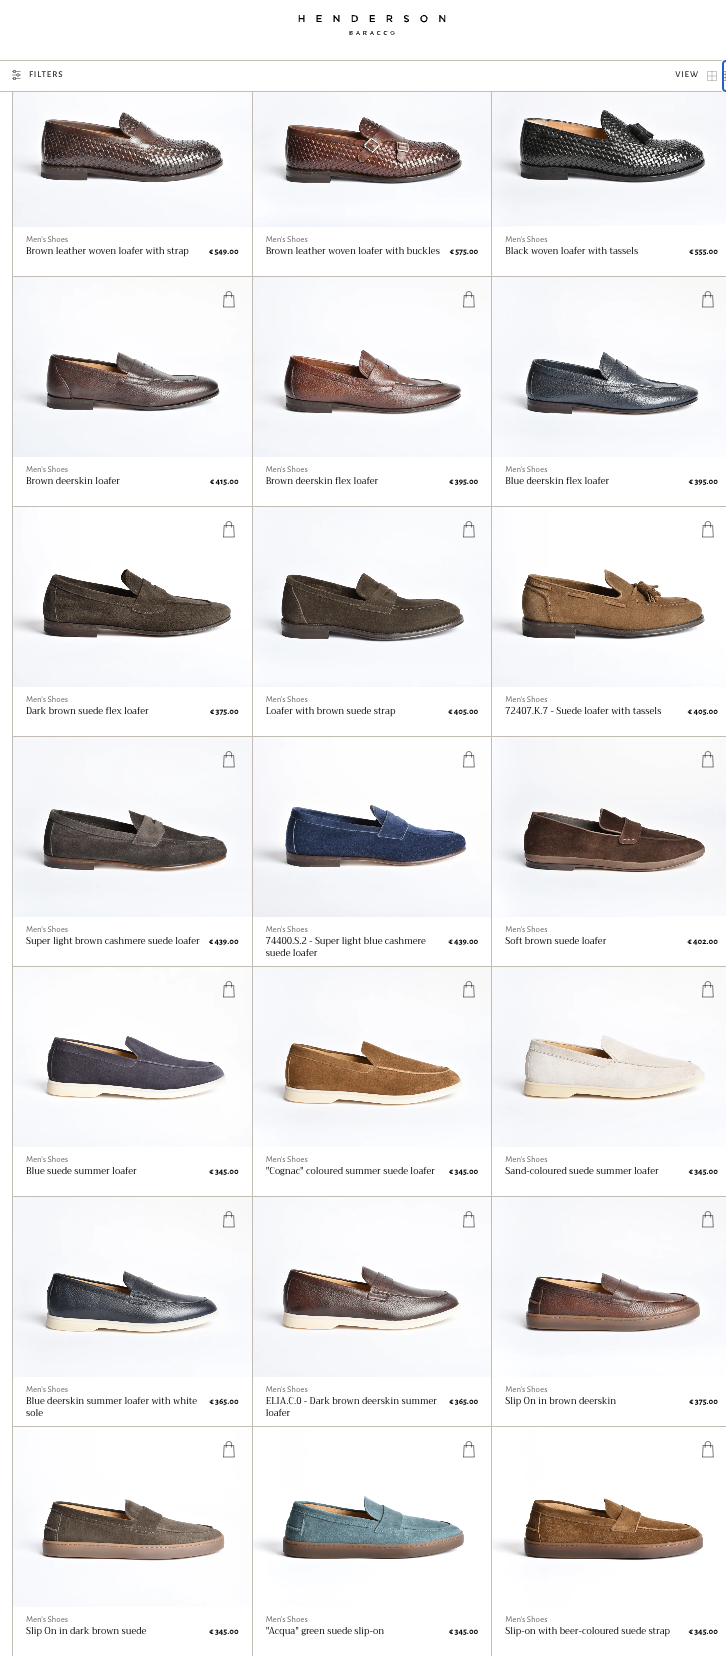 HENDERSON
BARACCO
FILTERS
VIEW
Men's Shoes
Brown leather woven loafer with strap € 549.00
Men's Shoes
Brown leather woven loafer with buckles € 575.00
Men's Shoes
Black woven loafer with tassels € 555.00
Men's Shoes
Brown deerskin loafer € 415.00
Men's Shoes
Brown deerskin flex loafer € 395.00
Men's Shoes
Blue deerskin flex loafer € 395.00
Men's Shoes
Dark brown suede flex loafer € 375.00
Men's Shoes
Loafer with brown suede strap € 405.00
Men's Shoes
72407.K.7 - Suede loafer with tassels € 405.00
Men's Shoes
Super light brown cashmere suede loafer € 439.00
Men's Shoes
74400.S.2 - Super light blue cashmere € 439.00
suede loafer
Men's Shoes
Soft brown suede loafer € 402.00
Men's Shoes
Blue suede summer loafer € 345.00
Men's Shoes
"Cognac" coloured summer suede loafer € 345.00
Men's Shoes
Sand-coloured suede summer loafer € 345.00
Men's Shoes
Blue deerskin summer loafer with white € 365.00
sole
Men's Shoes
ELIA.C.0 - Dark brown deerskin summer € 365.00
loafer
Men's Shoes
Slip On in brown deerskin € 375.00
Men's Shoes
Slip On in dark brown suede € 345.00
Men's Shoes
"Acqua" green suede slip-on € 345.00
Men's Shoes
Slip-on with beer-coloured suede strap € 345.00